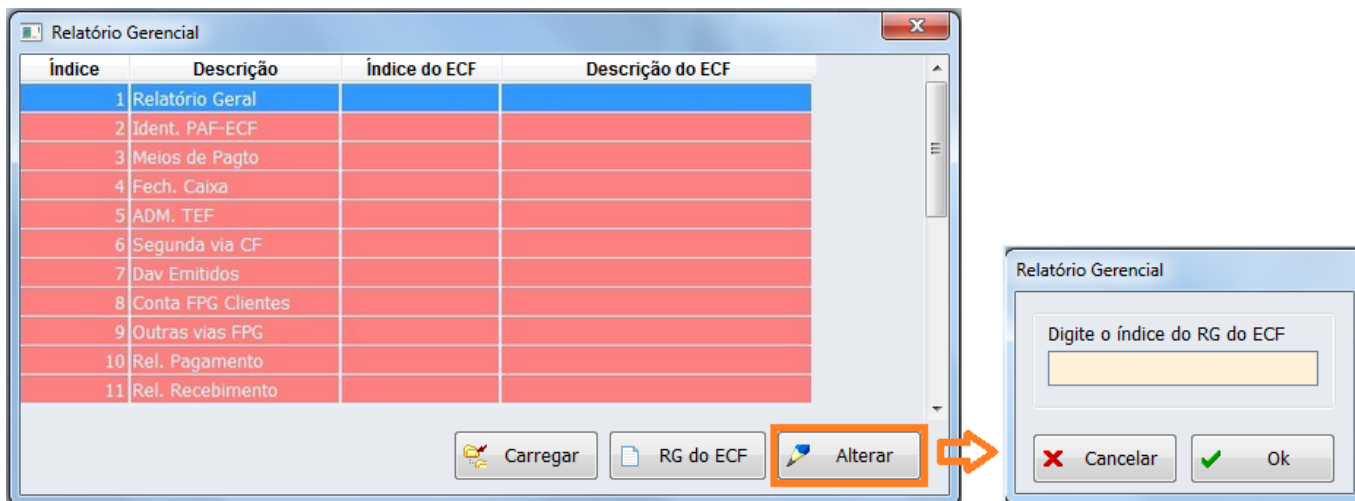 Relatório Gerencial
Índice Descrição Índice do ECF Descrição do ECF
1 Relatório Geral
2 Ident. PAF-ECF
3 Meios de Pagto
4 Fech. Caixa
5 ADM. TEF
6 Segunda via CF
7 Dav Emitidos
8 Conta FPG Clientes
9 Outras vias FPG
10 Rel. Pagamento
11 Rel. Recebimento
Carregar RG do ECF Alterar
Relatório Gerencial
Digite o índice do RG do ECF
Cancelar Ok